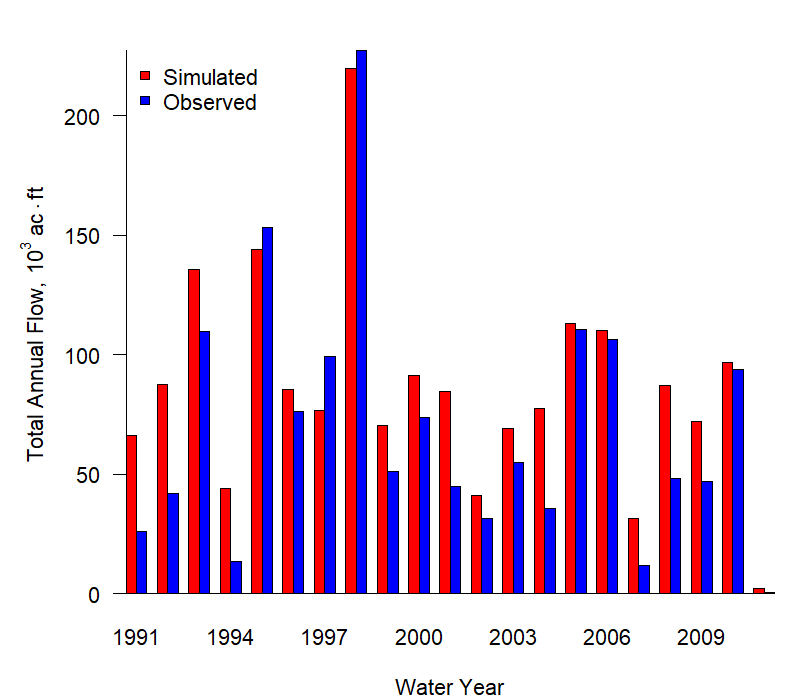 Simulated
Observed
200
150
100
50
0
Total Annual Flow, 10³ ac·ft
1991 1994 1997 2000 2003 2006 2009
Water Year